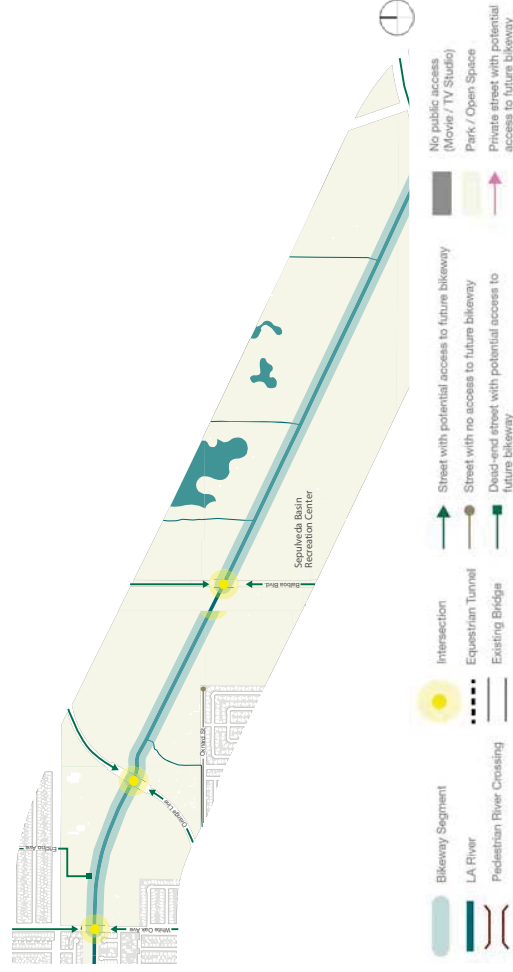 Sepulveda Basin
Recreation Center
Balboa Blvd.
Oxnard St.
Orange Line
Encino Ave.
White Oak Ave.
Bikeway Segment
LA River
Pedestrian River Crossing
Intersection
Equestrian Tunnel
Existing Bridge
Street with potential access to future bikeway
Street with no access to future bikeway
Dead-end street with potential access to
future bikeway
No public access
(Movie / TV Studio)
Park / Open Space
Private street with potential
access to future bikeway